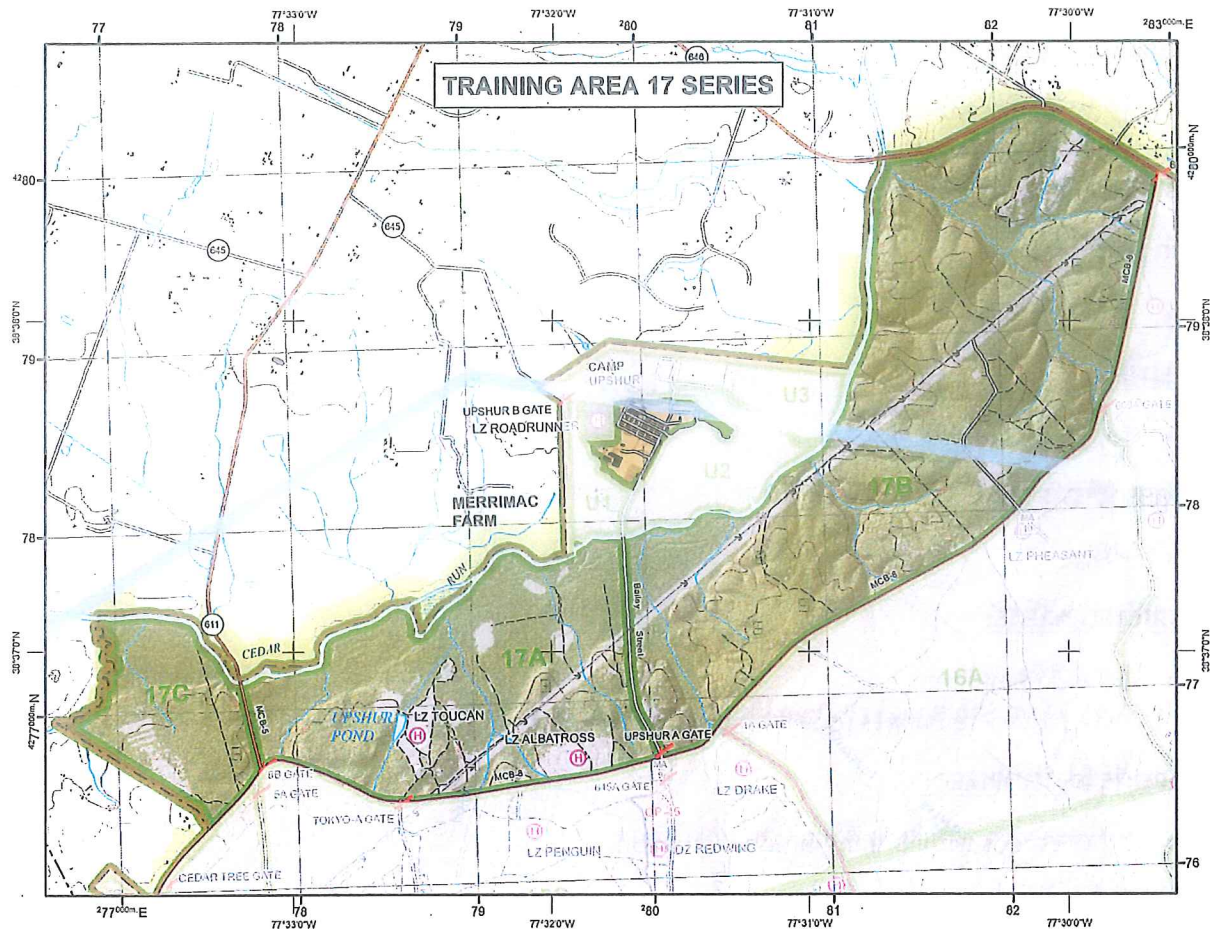 77°33'0"W
77°32'0"W
77°31'0"W
77°30'0"W
77
78
79
²80
81
82
²83000m.E
TRAINING AREA 17 SERIES
646
⁴²80
⁴²80000m.N
645
645
MCB-6
38°38'0"N
38°38'0"N
79
79
CAMP
UPSHUR
U3
UPSHUR B GATE
LZ ROADRUNNER
U2
U1
17B
MERRIMAC
FARM
78
78
LZ PHEASANT
MCB-6
RUN
Bailey
Street
611
CEDAR
38°37'0"N
38°37'0"N
17A
17C
16A
77
⁴²77000m.N
MCB-5
UPSHUR
POND
LZ TOUCAN
H
LZ ALBATROSS
H
UPSHUR A GATE
MCB-8
6B GATE
5A GATE
616A GATE
LZ DRAKE
TOKYO-A GATE
LZ PENGUIN
DZ REDWING
CEDAR TREE GATE
76
76
²77000m.E
78
79
²80
81
82
77°33'0"W
77°32'0"W
77°31'0"W
77°30'0"W